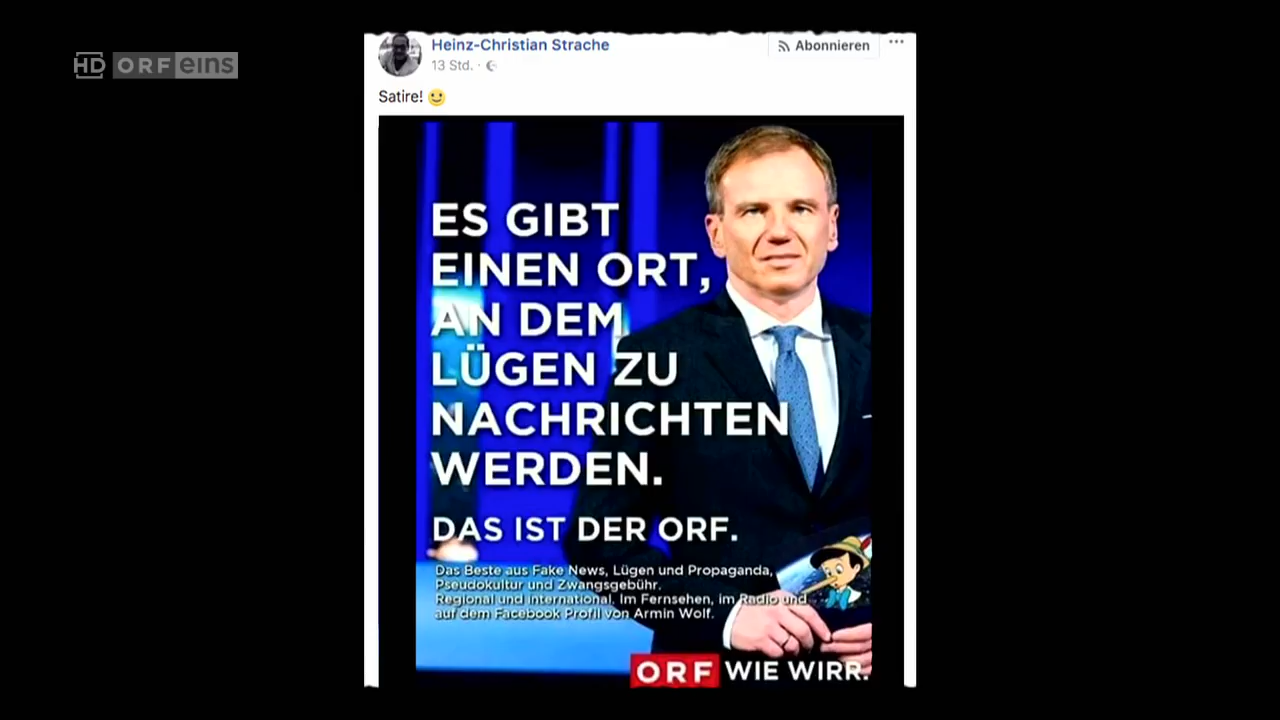 HD ORF eins
Heinz-Christian Strache
Abonnieren
13 Std.
Satire!
ES GIBT
EINEN ORT,
AN DEM
LÜGEN ZU
NACHRICHTEN
WERDEN.
DAS IST DER ORF.
Das Beste aus Fake News, Lügen und Propaganda,
Pseudokultur und Zwangsgebühr.
Regional und international. Im Fernsehen, im Radio und
auf dem Facebook Profil von Armin Wolf.
ORF WIE WIRR.